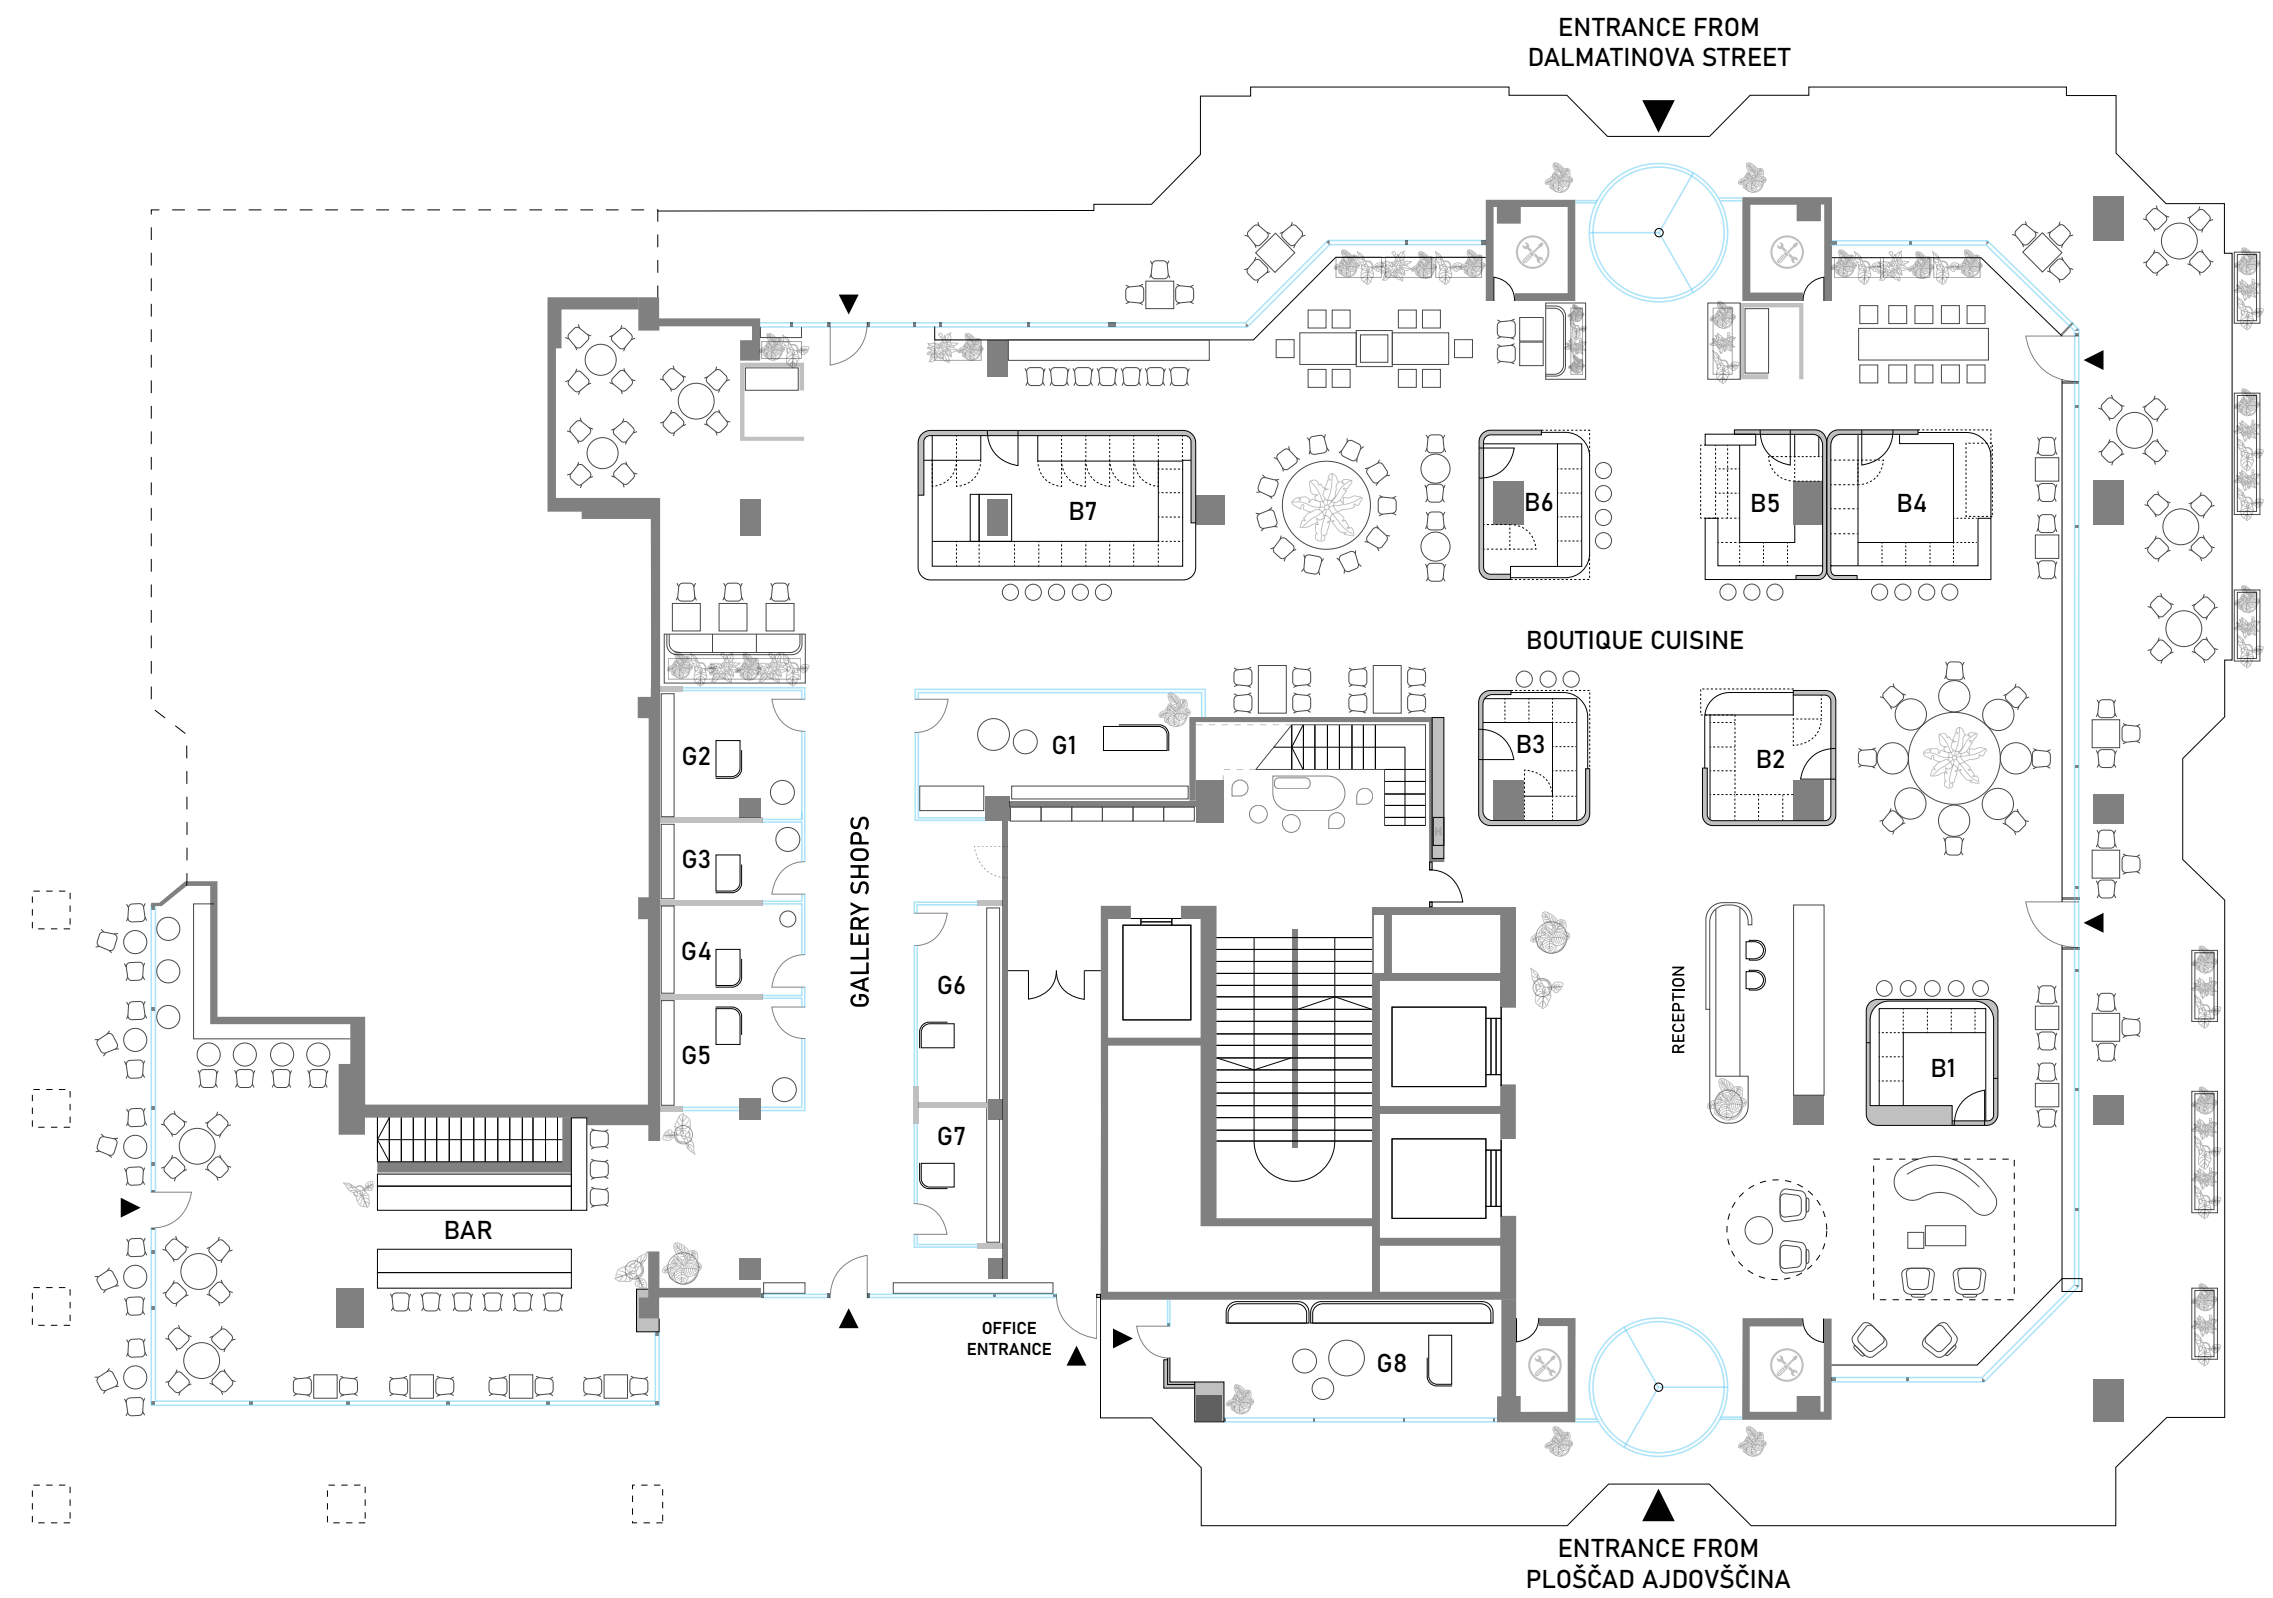 ENTRANCE FROM
DALMATINOVA STREET
B7
B6
B5
B4
BOUTIQUE CUISINE
G1
G2
B3
B2
GALLERY SHOPS
G3
G4
G6
RECEPTION
G5
B1
G7
BAR
OFFICE
ENTRANCE
G8
ENTRANCE FROM
PLOŠČAD AJDOVŠČINA